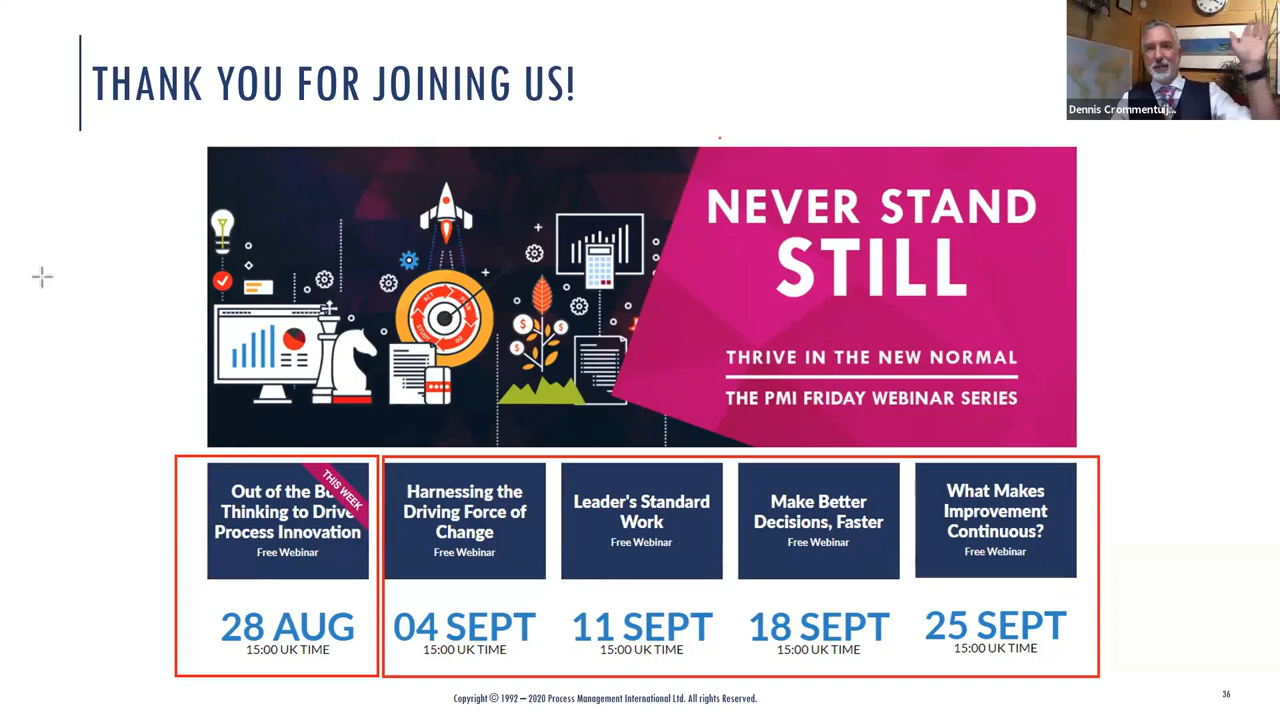 THANK YOU FOR JOINING US!
Dennis Crommentuij...
NEVER STAND
STILL
THRIVE IN THE NEW NORMAL
THE PMI FRIDAY WEBINAR SERIES
ACT
PLAN
DO
STUDY
THIS WEEK
Out of the
Thinking to Drive
Process Innovation
Free Webinar
28 AUG
15:00 UK TIME
Harnessing the
Driving Force of
Change
Free Webinar
04 SEPT
15:00 UK TIME
Leader's Standard
Work
Free Webinar
11 SEPT
15:00 UK TIME
Make Better
Decisions, Faster
Free Webinar
18 SEPT
15:00 UK TIME
What Makes
Improvement
Continuous?
Free Webinar
25 SEPT
15:00 UK TIME
Copyright © 1992 – 2020 Process Management International Ltd. All rights Reserved.
36